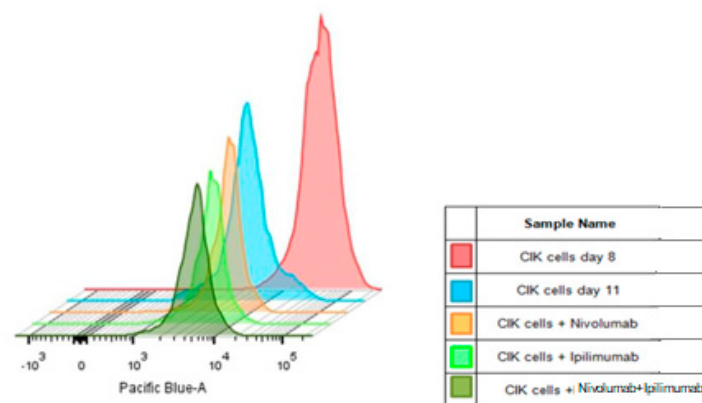 Sample Name
CIK cells day 8
CIK cells day 11
CIK cells + Nivolumab
CIK cells + Ipilimumab
CIK cells + Nivolumab+Ipilimumab
-10³ 0 10³ 10⁴ 10⁵
Pacific Blue-A